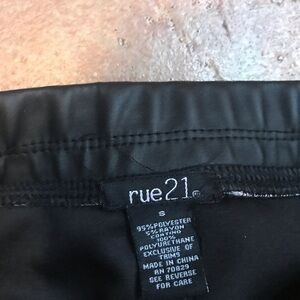 rue21®
S
95% POLYESTER
5% RAYON
COATING
100%
POLYURETHANE
EXCLUSIVE OF
TRIMS
MADE IN CHINA
RN 70829
SEE REVERSE
FOR CARE